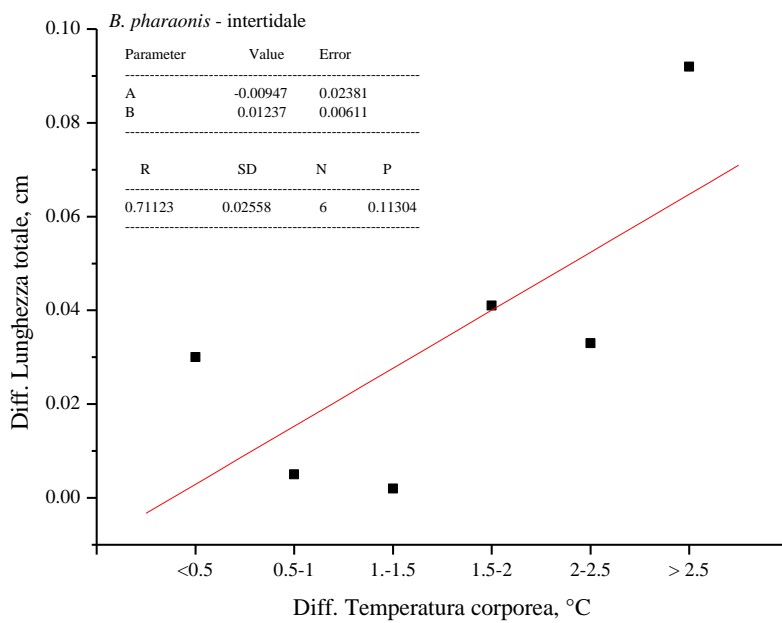 B. pharaonis - intertidale
Parameter Value Error
------------------------------------------------------------
A -0.00947 0.02381
B 0.01237 0.00611
------------------------------------------------------------
R SD N P
------------------------------------------------------------
0.71123 0.02558 6 0.11304
------------------------------------------------------------
0.10
0.08
0.06
0.04
0.02
0.00
Diff. Lunghezza totale, cm
<0.5 0.5-1 1.-1.5 1.5-2 2-2.5 > 2.5
Diff. Temperatura corporea, °C